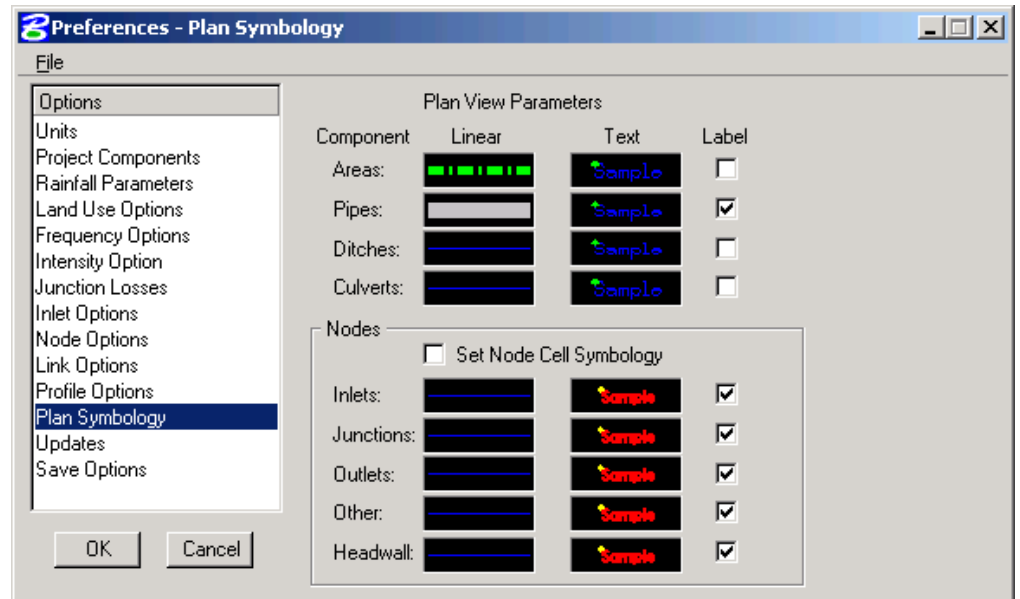 Preferences - Plan Symbology
File
Options
Units
Project Components
Rainfall Parameters
Land Use Options
Frequency Options
Intensity Option
Junction Losses
Inlet Options
Node Options
Link Options
Profile Options
Plan Symbology
Updates
Save Options
OK Cancel
Plan View Parameters
Component Linear Text Label
Areas: Sample
Pipes: Sample
Ditches: Sample
Culverts: Sample
Nodes
Set Node Cell Symbology
Inlets: Sample
Junctions: Sample
Outlets: Sample
Other: Sample
Headwall: Sample